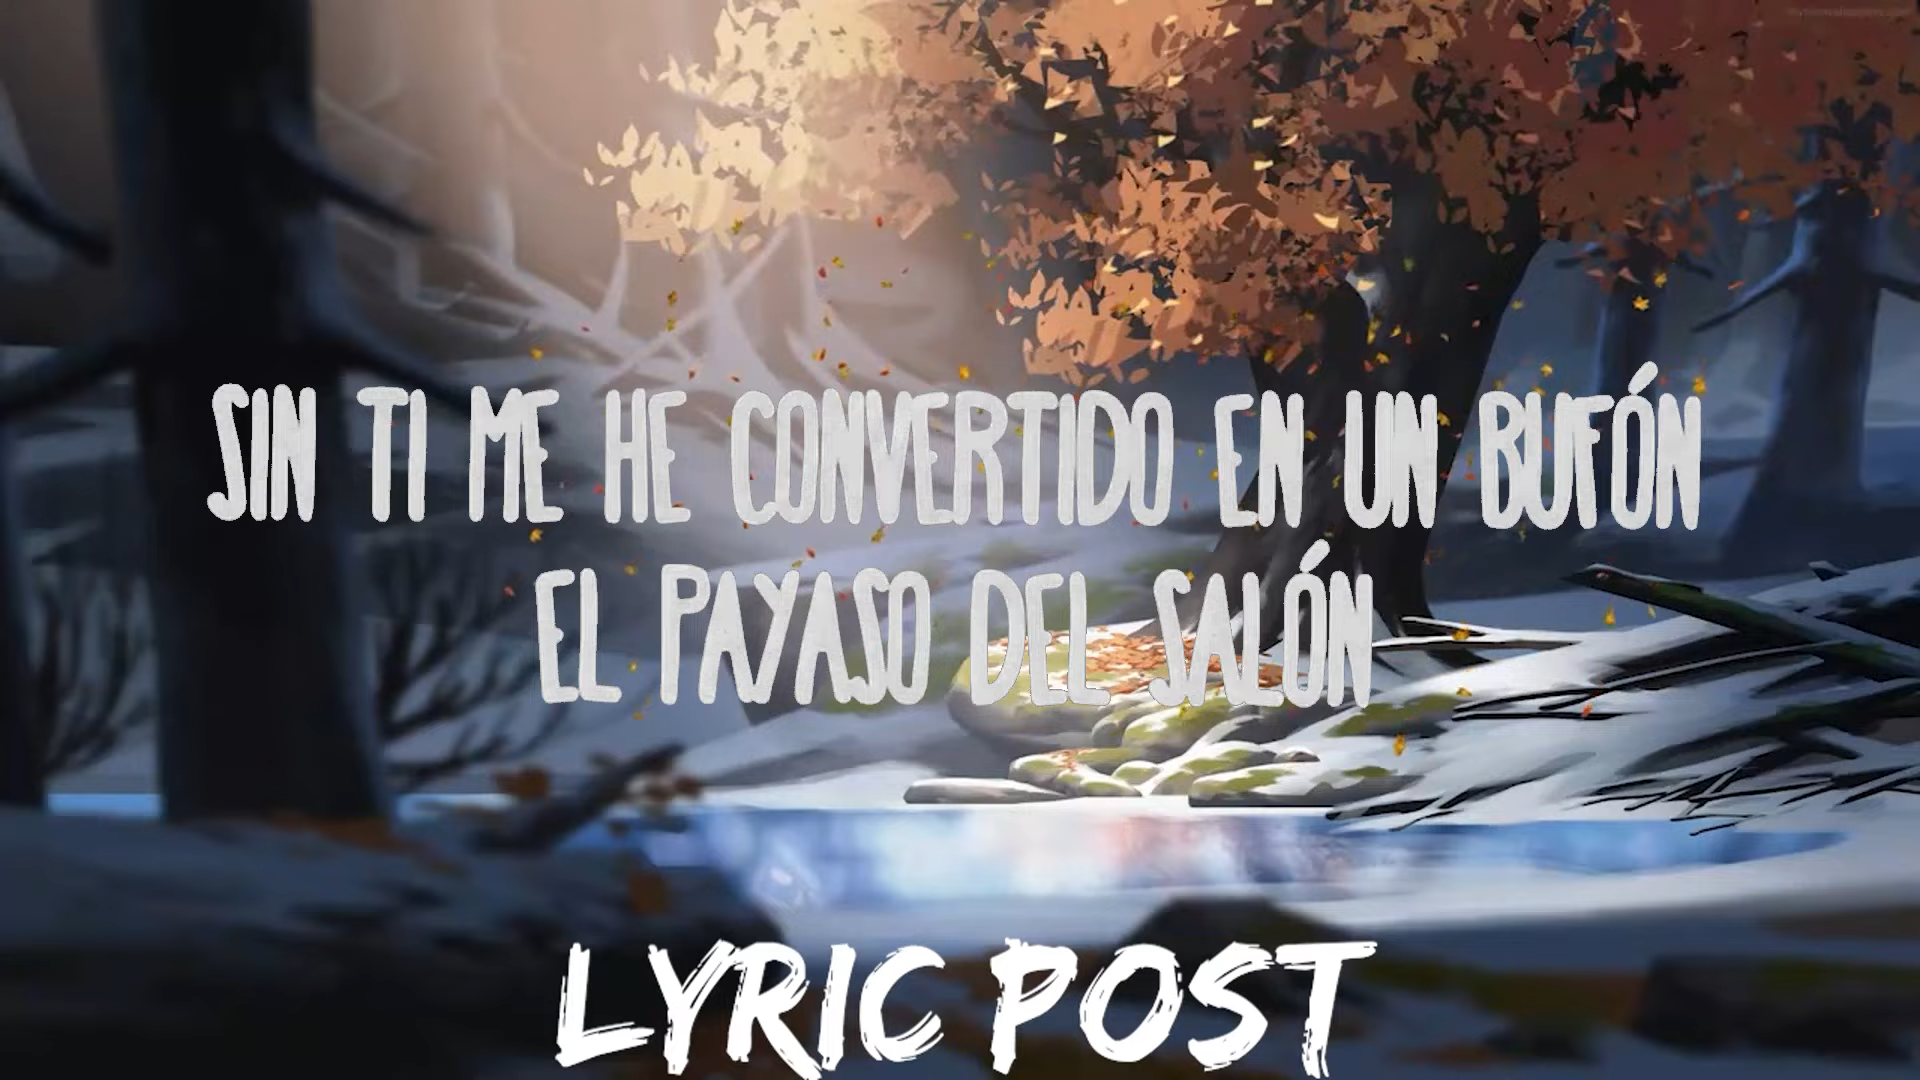 SIN TI ME HE CONVERTIDO EN UN BUFÓN
EL PAYASO DEL SALÓN
LYRIC POST